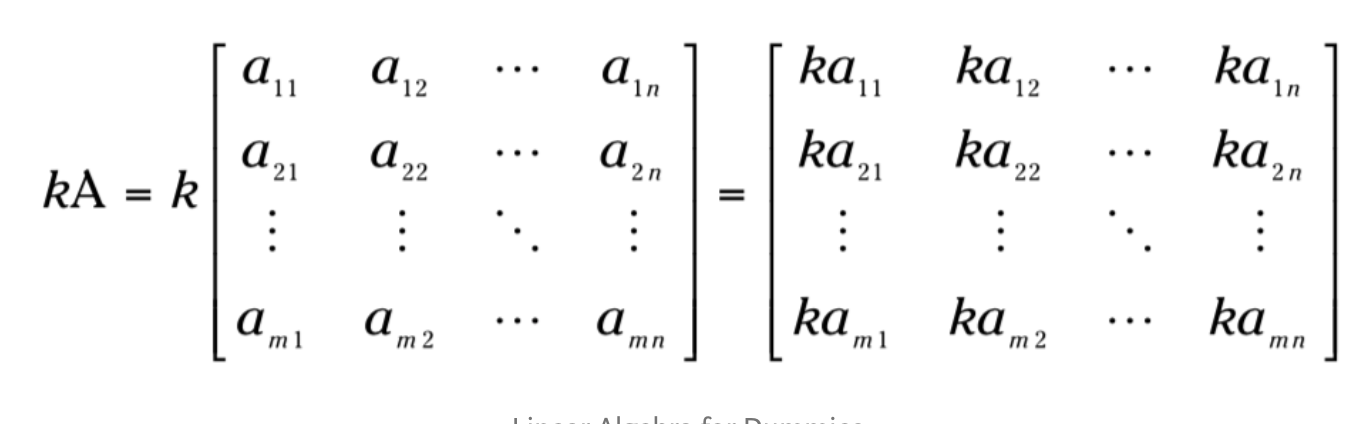 kA = k [ a₁₁ a₁₂ ⋯ a₁ₙ ; a₂₁ a₂₂ ⋯ a₂ₙ ; ⋮ ⋮ ⋱ ⋮ ; aₘ₁ aₘ₂ ⋯ aₘₙ ] = [ ka₁₁ ka₁₂ ⋯ ka₁ₙ ; ka₂₁ ka₂₂ ⋯ ka₂ₙ ; ⋮ ⋮ ⋱ ⋮ ; kaₘ₁ kaₘ₂ ⋯ kaₘₙ ]
Linear Algebra for Dummies